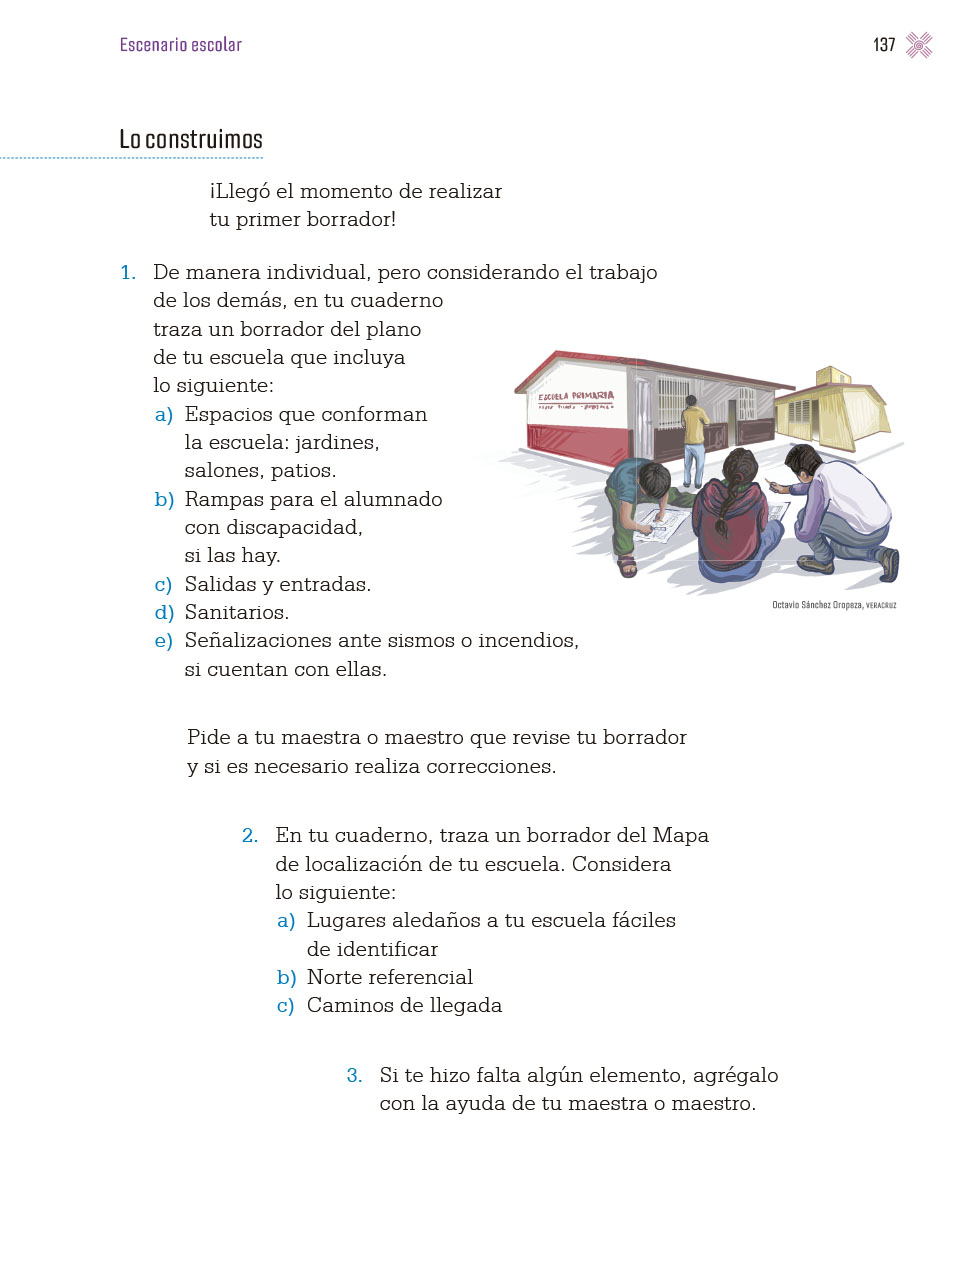 Escenario escolar
137
Lo construimos
¡Llegó el momento de realizar
tu primer borrador!
1. De manera individual, pero considerando el trabajo
de los demás, en tu cuaderno
traza un borrador del plano
de tu escuela que incluya
lo siguiente:
a) Espacios que conforman
la escuela: jardines,
salones, patios.
b) Rampas para el alumnado
con discapacidad,
si las hay.
c) Salidas y entradas.
d) Sanitarios.
e) Señalizaciones ante sismos o incendios,
si cuentan con ellas.
ESCUELA PRIMARIA
Octavio Sánchez Oropeza, VERACRUZ
Pide a tu maestra o maestro que revise tu borrador
y si es necesario realiza correcciones.
2. En tu cuaderno, traza un borrador del Mapa
de localización de tu escuela. Considera
lo siguiente:
a) Lugares aledaños a tu escuela fáciles
de identificar
b) Norte referencial
c) Caminos de llegada
3. Si te hizo falta algún elemento, agrégalo
con la ayuda de tu maestra o maestro.